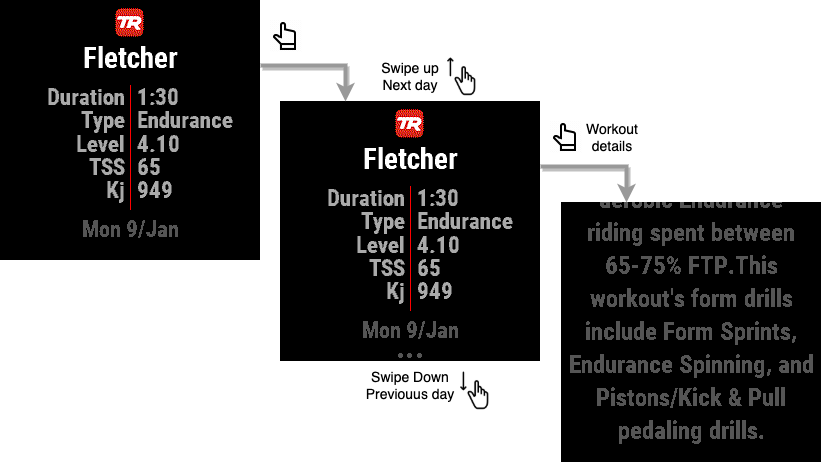 TR
Fletcher
Duration 1:30
Type Endurance
Level 4.10
TSS 65
Kj 949
Mon 9/Jan
Swipe up
Next day
TR
Fletcher
Duration 1:30
Type Endurance
Level 4.10
TSS 65
Kj 949
Mon 9/Jan
...
Swipe Down
Previouus day
Workout
details
aerobic Endurance
riding spent between
65-75% FTP.This
workout's form drills
include Form Sprints,
Endurance Spinning, and
Pistons/Kick & Pull
pedaling drills.